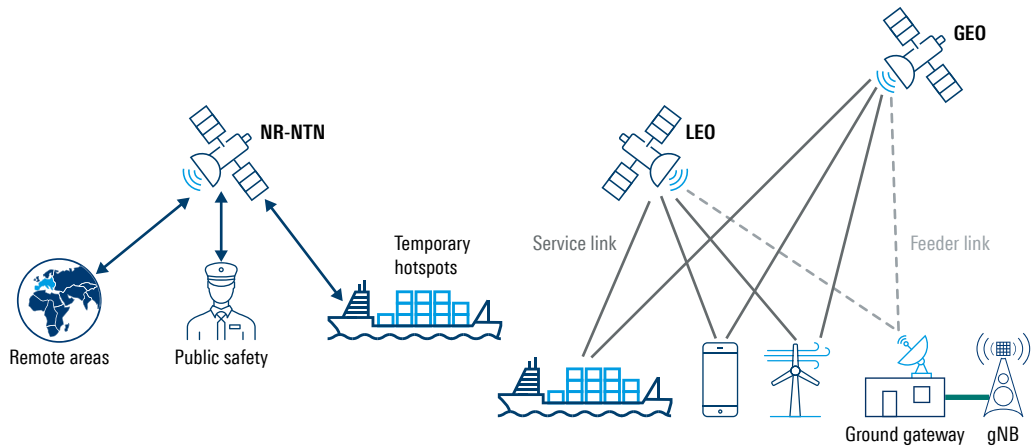 GEO
NR-NTN
LEO
Temporary
hotspots
Service link
Feeder link
Remote areas
Public safety
Ground gateway
gNB